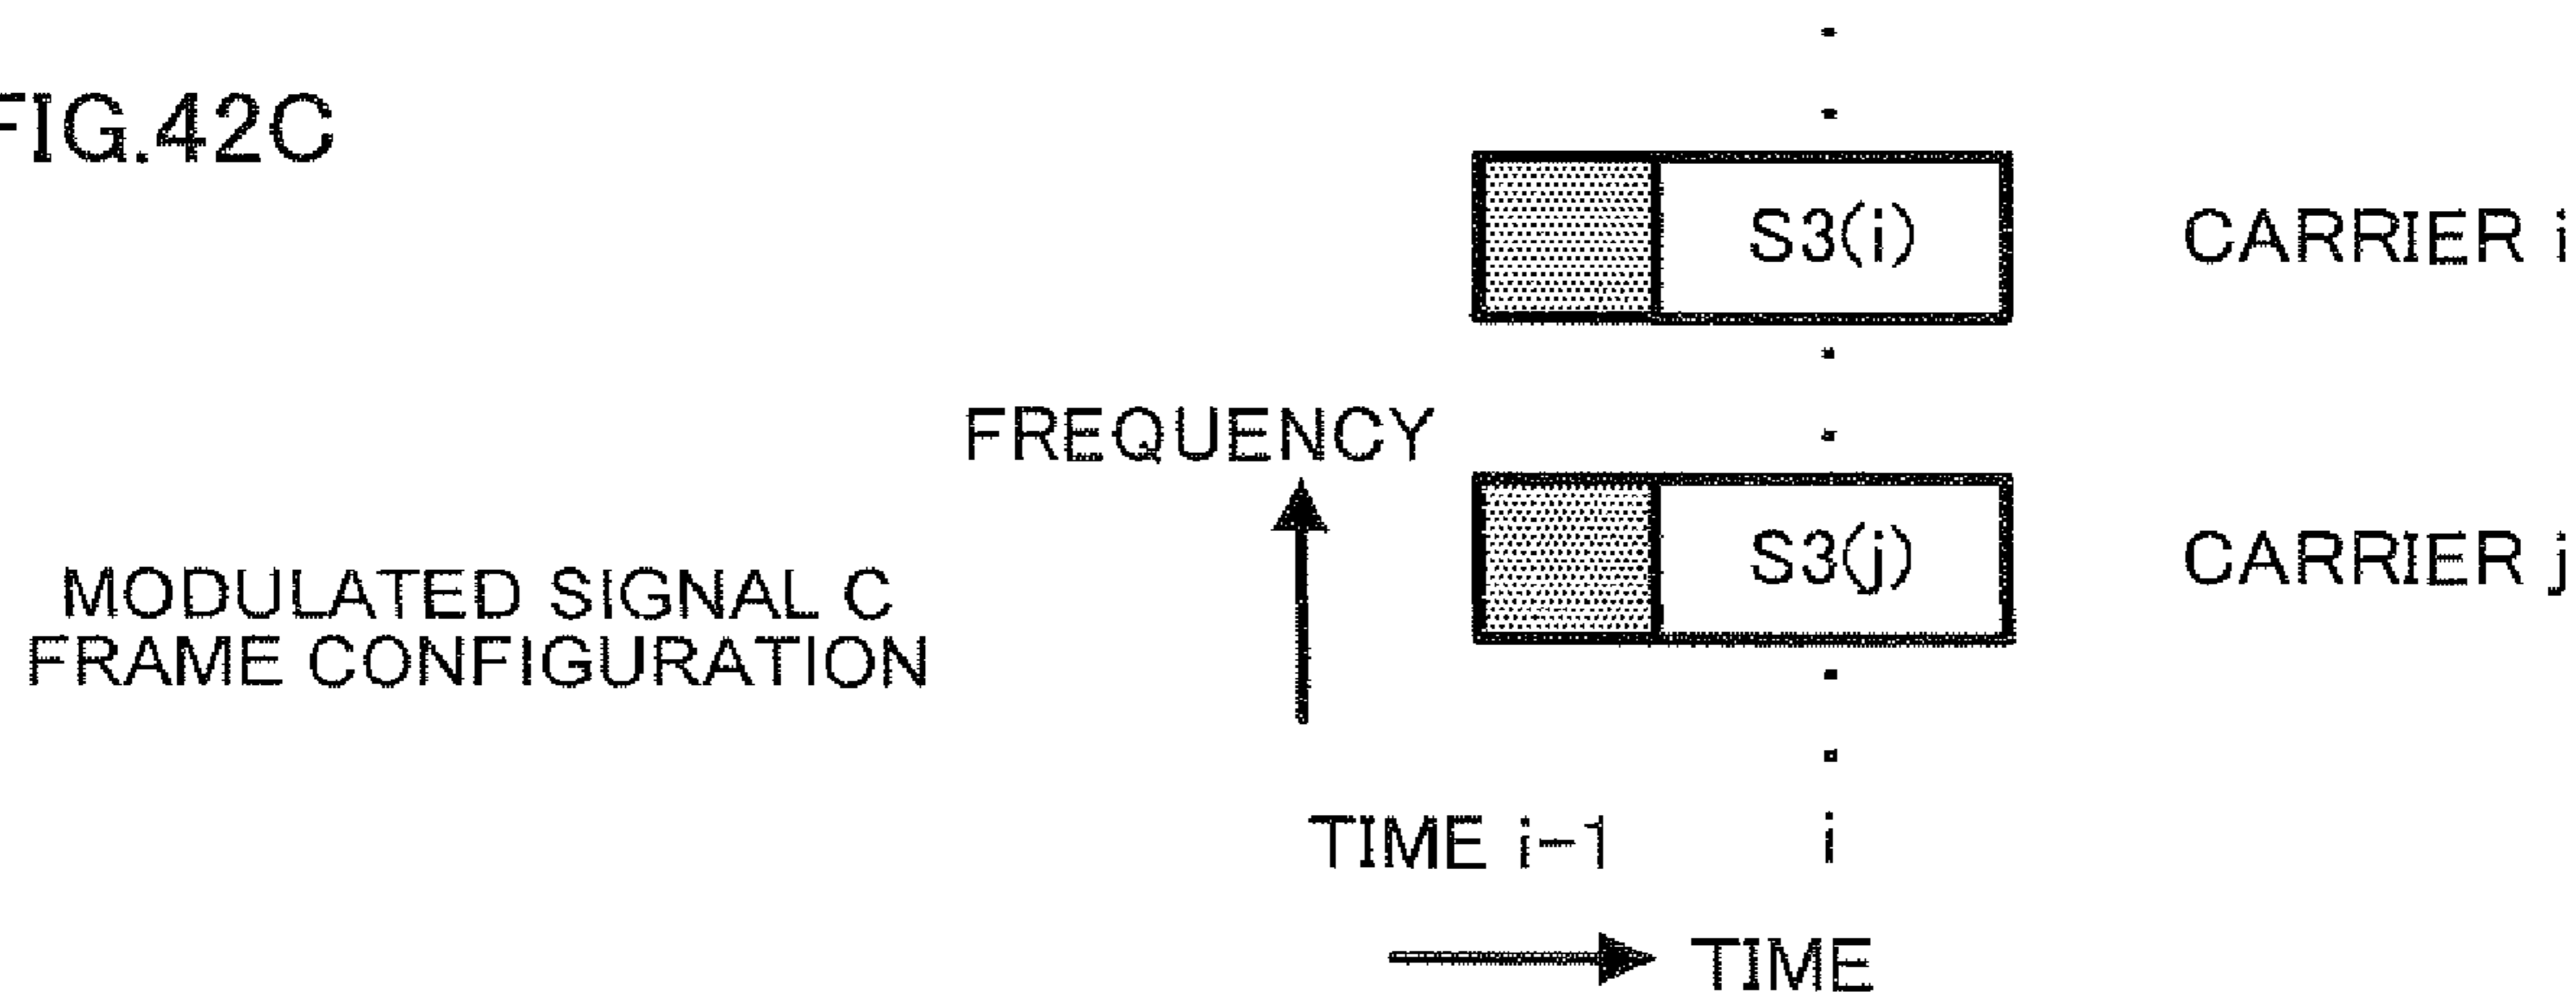 FIG.42C
S3(i) CARRIER i
FREQUENCY
S3(j) CARRIER j
MODULATED SIGNAL C
FRAME CONFIGURATION
TIME i-1 i
TIME